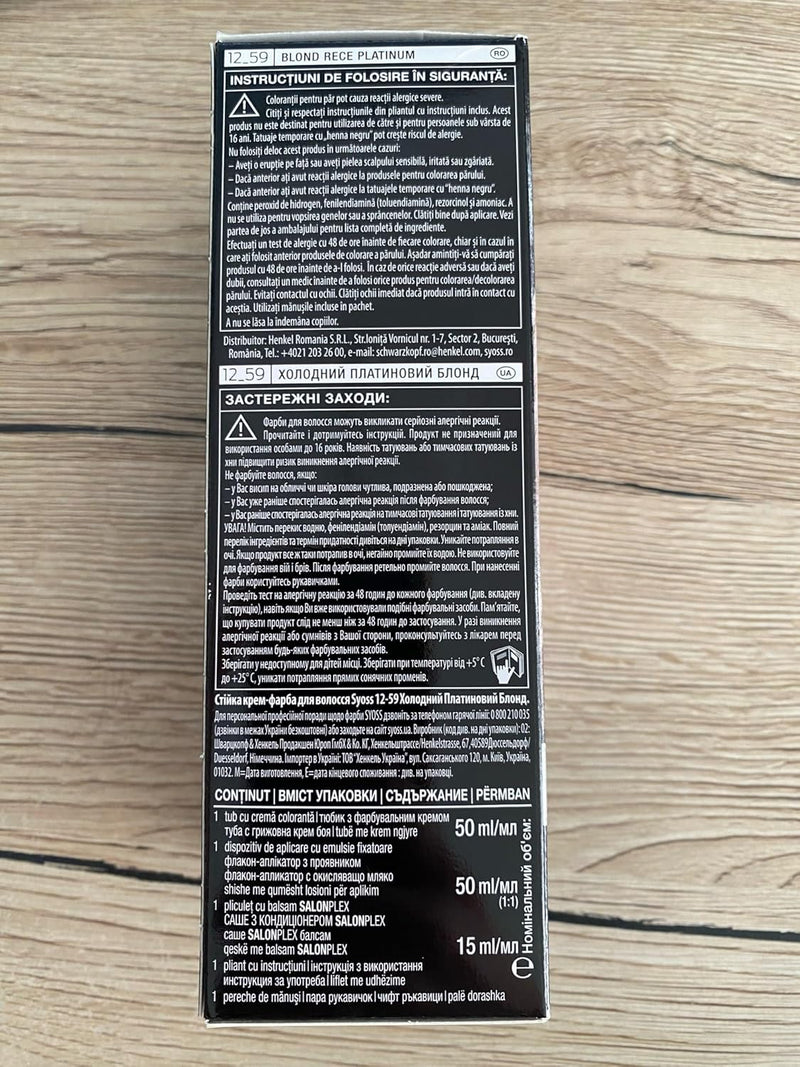 12_59 BLOND RECE PLATINUM RO
INSTRUCȚIUNI DE FOLOSIRE ÎN SIGURANȚĂ:
Coloranții pentru păr pot cauza reacții alergice severe.
Citiți și respectați instrucțiunile din pliantul cu instrucțiuni inclus. Acest
produs nu este destinat pentru utilizarea de către și pentru persoanele sub vârsta de
16 ani. Tatuaje temporare cu „henna negru" pot crește riscul de alergie.
Nu folosiți deloc acest produs în următoarele cazuri:
– Aveți o erupție pe față sau aveți pielea scalpului sensibilă, iritată sau zgâriată.
– Dacă anterior ați avut reacții alergice la produsele pentru colorarea părului.
– Dacă anterior ați avut reacții alergice la tatuajele temporare cu "henna negru".
Conține peroxid de hidrogen, fenilendiamină (toluendiamină), rezorcinol și amoniac. A
nu se utiliza pentru vopsirea genelor sau a sprâncenelor. Clătiți bine după aplicare. Vezi
partea de jos a ambalajului pentru lista completă de ingrediente.
Efectuați un test de alergie cu 48 de ore înainte de fiecare colorare, chiar și în cazul în
care ați folosit anterior produsele de colorare a părului. Așadar amintiți-vă să cumpărați
produsul cu 48 de ore înainte de a-l folosi. În caz de orice reacție adversă sau dacă aveți
dubii, consultați un medic înainte de a folosi orice produs pentru colorarea/decolorarea
părului. Evitați contactul cu ochii. Clătiți ochii imediat dacă produsul intră în contact cu
aceștia. Utilizați mănușile incluse în pachet.
A nu se lăsa la îndemâna copiilor.
Distribuitor: Henkel Romania S.R.L., Str.Ioniță Vornicul nr. 1-7, Sector 2, București,
România, Tel.: +4021 203 26 00, e-mail: schwarzkopf.ro@henkel.com, syoss.ro
12_59 ХОЛОДНИЙ ПЛАТИНОВИЙ БЛОНД UA
ЗАСТЕРЕЖНІ ЗАХОДИ:
Фарби для волосся можуть викликати серйозні алергічні реакції.
Прочитайте і дотримуйтесь інструкцій. Продукт не призначений для
використання особами до 16 років. Наявність татуювань або тимчасових татуювань із
хни підвищити ризик виникнення алергічної реакції.
Не фарбуйте волосся, якщо:
– у Вас висип на обличчі чи шкіра голови чутлива, подразнена або пошкоджена;
– у Вас уже раніше спостерігалась алергічна реакція після фарбування волосся;
– у Вас раніше спостерігалась алергічна реакція на тимчасові татуювання і татуювання із хни.
УВАГА! Містить перекис водню, фенілендіамін (толуендіамін), резорцин та аміак. Повний
перелік інгредієнтів та термін придатності дивіться на дні упаковки. Уникайте потрапляння в
очі. Якщо продукт все ж таки потрапив в очі, негайно промийте їх водою. Не використовуйте
для фарбування вій і брів. Після фарбування ретельно промийте волосся. При нанесенні
фарби користуйтесь рукавичками.
Проведіть тест на алергічну реакцію за 48 годин до кожного фарбування (див. вкладену
інструкцію), навіть якщо Ви вже використовували подібні фарбувальні засоби. Пам'ятайте,
що купувати продукт слід не менш ніж за 48 годин до застосування. У разі виникнення
алергічної реакції або сумнівів з Вашої сторони, проконсультуйтесь з лікарем перед
застосуванням будь-яких фарбувальних засобів.
Зберігати у недоступному для дітей місці. Зберігати при температурі від +5° С
до +25° С, уникати потрапляння прямих сонячних променів.
Стійка крем-фарба для волосся Syoss 12-59 Холодний Платиновий Блонд.
Для персональної професійної поради щодо фарби SYOSS дзвоніть за телефоном гарячої лінії: 0 800 210 035
(дзвінки в межах України безкоштовні) або заходьте на сайт syoss.ua. Виробник (код див. на дні упаковки): 02:
Шварцкопф & Хенкель Продакшен Юроп ГмбХ & Ко. КГ, Хенкельштрассе/Henkelstrasse, 67, 40589 Дюссельдорф/
Duesseldorf, Німеччина. Імпортер в Україні: ТОВ "Хенкель Україна", вул. Саксаганського 120, м. Київ, Україна,
01032. М=Дата виготовлення, Е=дата кінцевого споживання : див. на упаковці.
CONȚINUT | ВМІСТ УПАКОВКИ | СЪДЪРЖАНИЕ | PËRMBAN
1 tub cu cremă colorantă | тюбик з фарбувальним кремом
туба с грижовна крем боя | tubë me krem ngjyre 50 ml/мл
1 dispozitiv de aplicare cu emulsie fixatoare
флакон-аплікатор з проявником
флакон-апликатор с окисляващо мляко
shishe me qumësht losioni për aplikim 50 ml/мл
(1:1)
1 pliculeț cu balsam SALONPLEX
САШЕ З КОНДИЦІОНЕРОМ SALONPLEX
саше SALONPLEX балсам
qeskë me balsam SALONPLEX 15 ml/мл
1 pliant cu instrucțiuni | інструкція з використання
инструкция за употреба | liflet me udhëzime
1 pereche de mănuși | пара рукавичок | чифт ръкавици | palë dorashka
Номінальний об'єм:
e